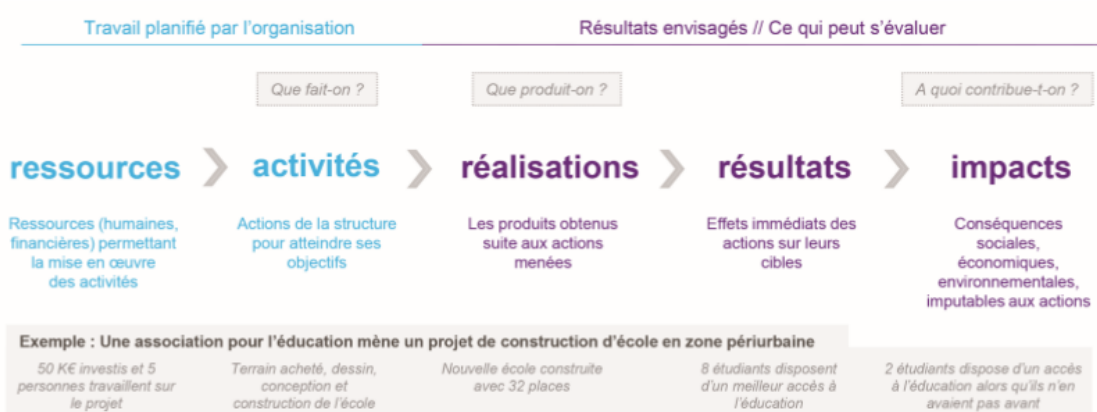 Travail planifié par l'organisation
Résultats envisagés // Ce qui peut s'évaluer
Que fait-on ?
Que produit-on ?
A quoi contribue-t-on ?
ressources
activités
réalisations
résultats
impacts
Ressources (humaines,
financières) permettant
la mise en œuvre
des activités
Actions de la structure
pour atteindre ses
objectifs
Les produits obtenus
suite aux actions
menées
Effets immédiats des
actions sur leurs
cibles
Conséquences
sociales,
économiques,
environnementales,
imputables aux actions
Exemple : Une association pour l'éducation mène un projet de construction d'école en zone périurbaine
50 K€ investis et 5
personnes travaillent sur
le projet
Terrain acheté, dessin,
conception et
construction de l'école
Nouvelle école construite
avec 32 places
8 étudiants disposent
d'un meilleur accès à
l'éducation
2 étudiants dispose d'un accès
à l'éducation alors qu'ils n'en
avaient pas avant